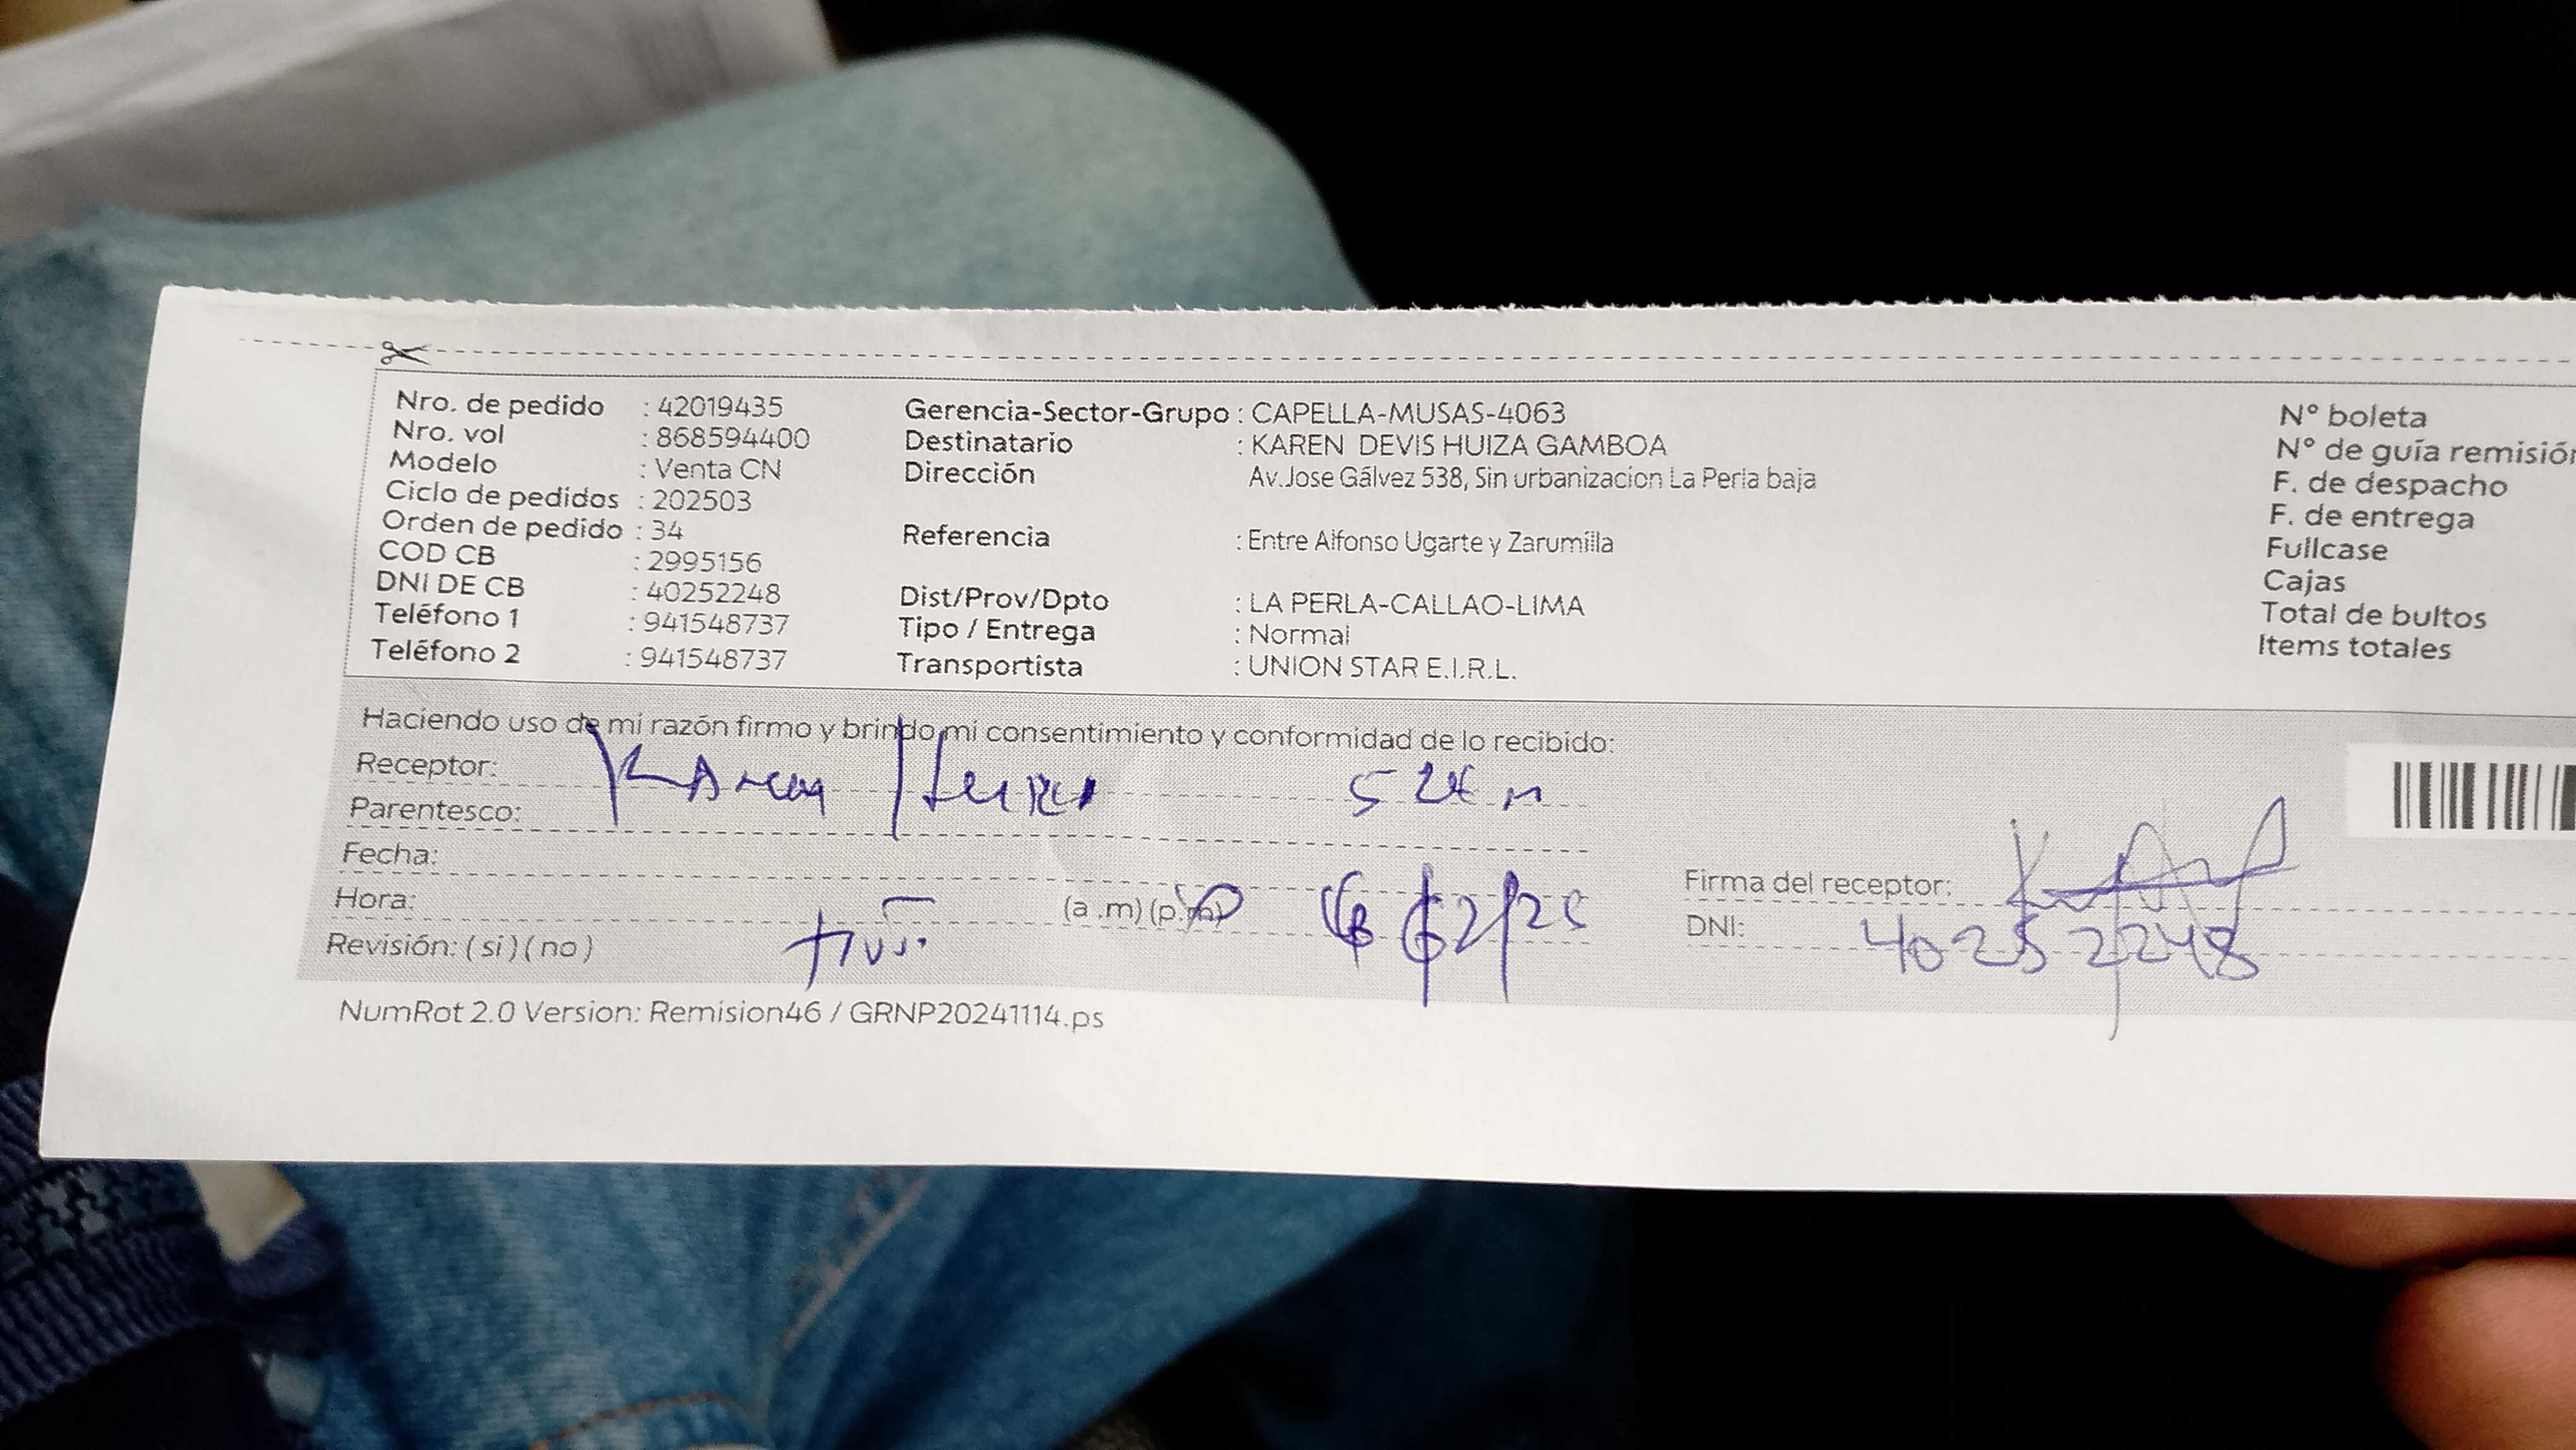 Nro. de pedido : 42019435
Nro. vol : 868594400
Modelo : Venta CN
Ciclo de pedidos : 202503
Orden de pedido : 34
COD CB : 2995156
DNI DE CB : 40252248
Teléfono 1 : 941548737
Teléfono 2 : 941548737
Gerencia-Sector-Grupo : CAPELLA-MUSAS-4063
Destinatario : KAREN DEVIS HUIZA GAMBOA
Dirección Av.Jose Gálvez 538, Sin urbanizacion La Perla baja
Referencia : Entre Alfonso Ugarte y Zarumilla
Dist/Prov/Dpto : LA PERLA-CALLAO-LIMA
Tipo / Entrega : Normal
Transportista : UNION STAR E.I.R.L.
N° boleta
N° de guía remisión
F. de despacho
F. de entrega
Fullcase
Cajas
Total de bultos
Items totales
Haciendo uso de mi razón firmo y brindo mi consentimiento y conformidad de lo recibido:
Receptor: Karen Huiza
Parentesco:
Fecha:
Hora: (a.m) (p.m)
Revisión: (si) (no)
Firma del receptor:
DNI: 40252248
NumRot 2.0 Version: Remision46 / GRNP20241114.ps